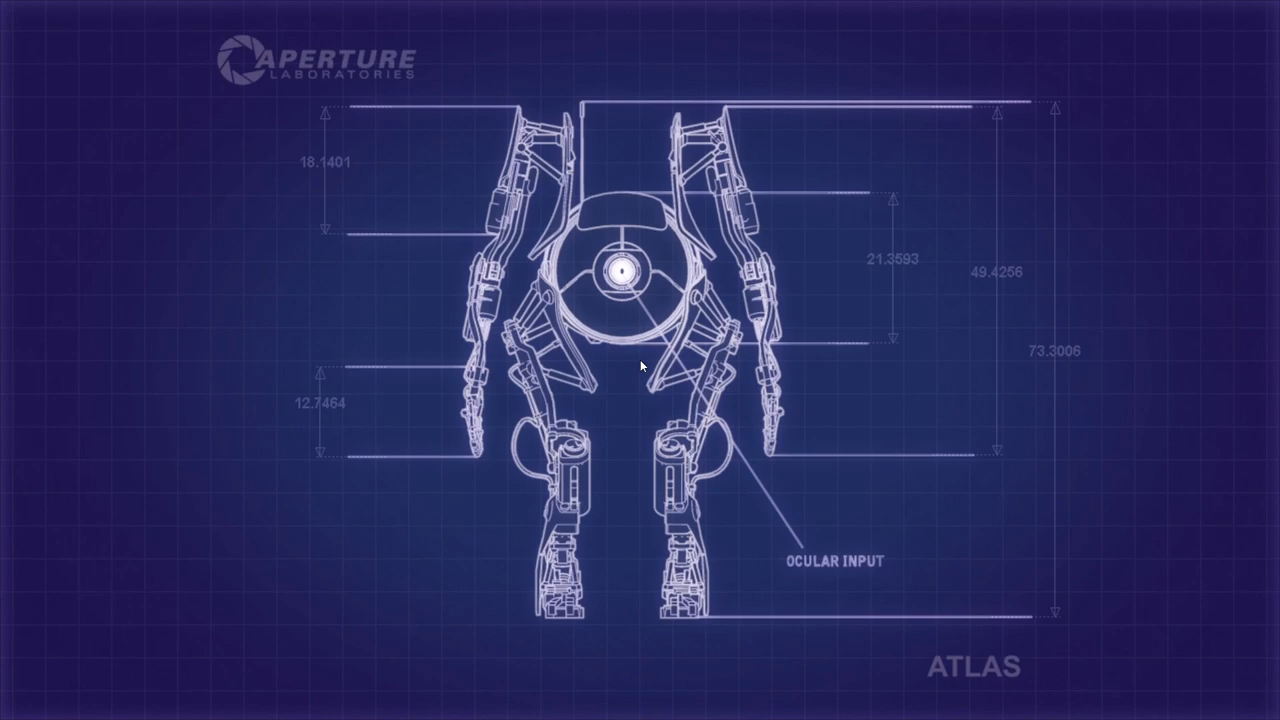 APERTURE
LABORATORIES
18.1401
21.3593
49.4256
73.3006
12.7464
OCULAR INPUT
ATLAS